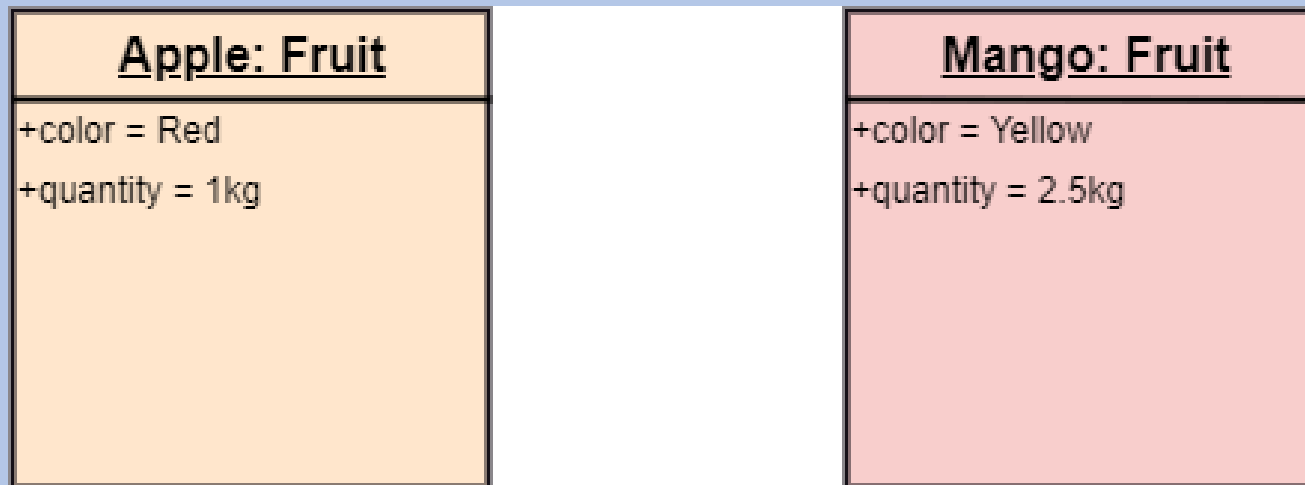 Apple: Fruit
+color = Red
+quantity = 1kg
Mango: Fruit
+color = Yellow
+quantity = 2.5kg